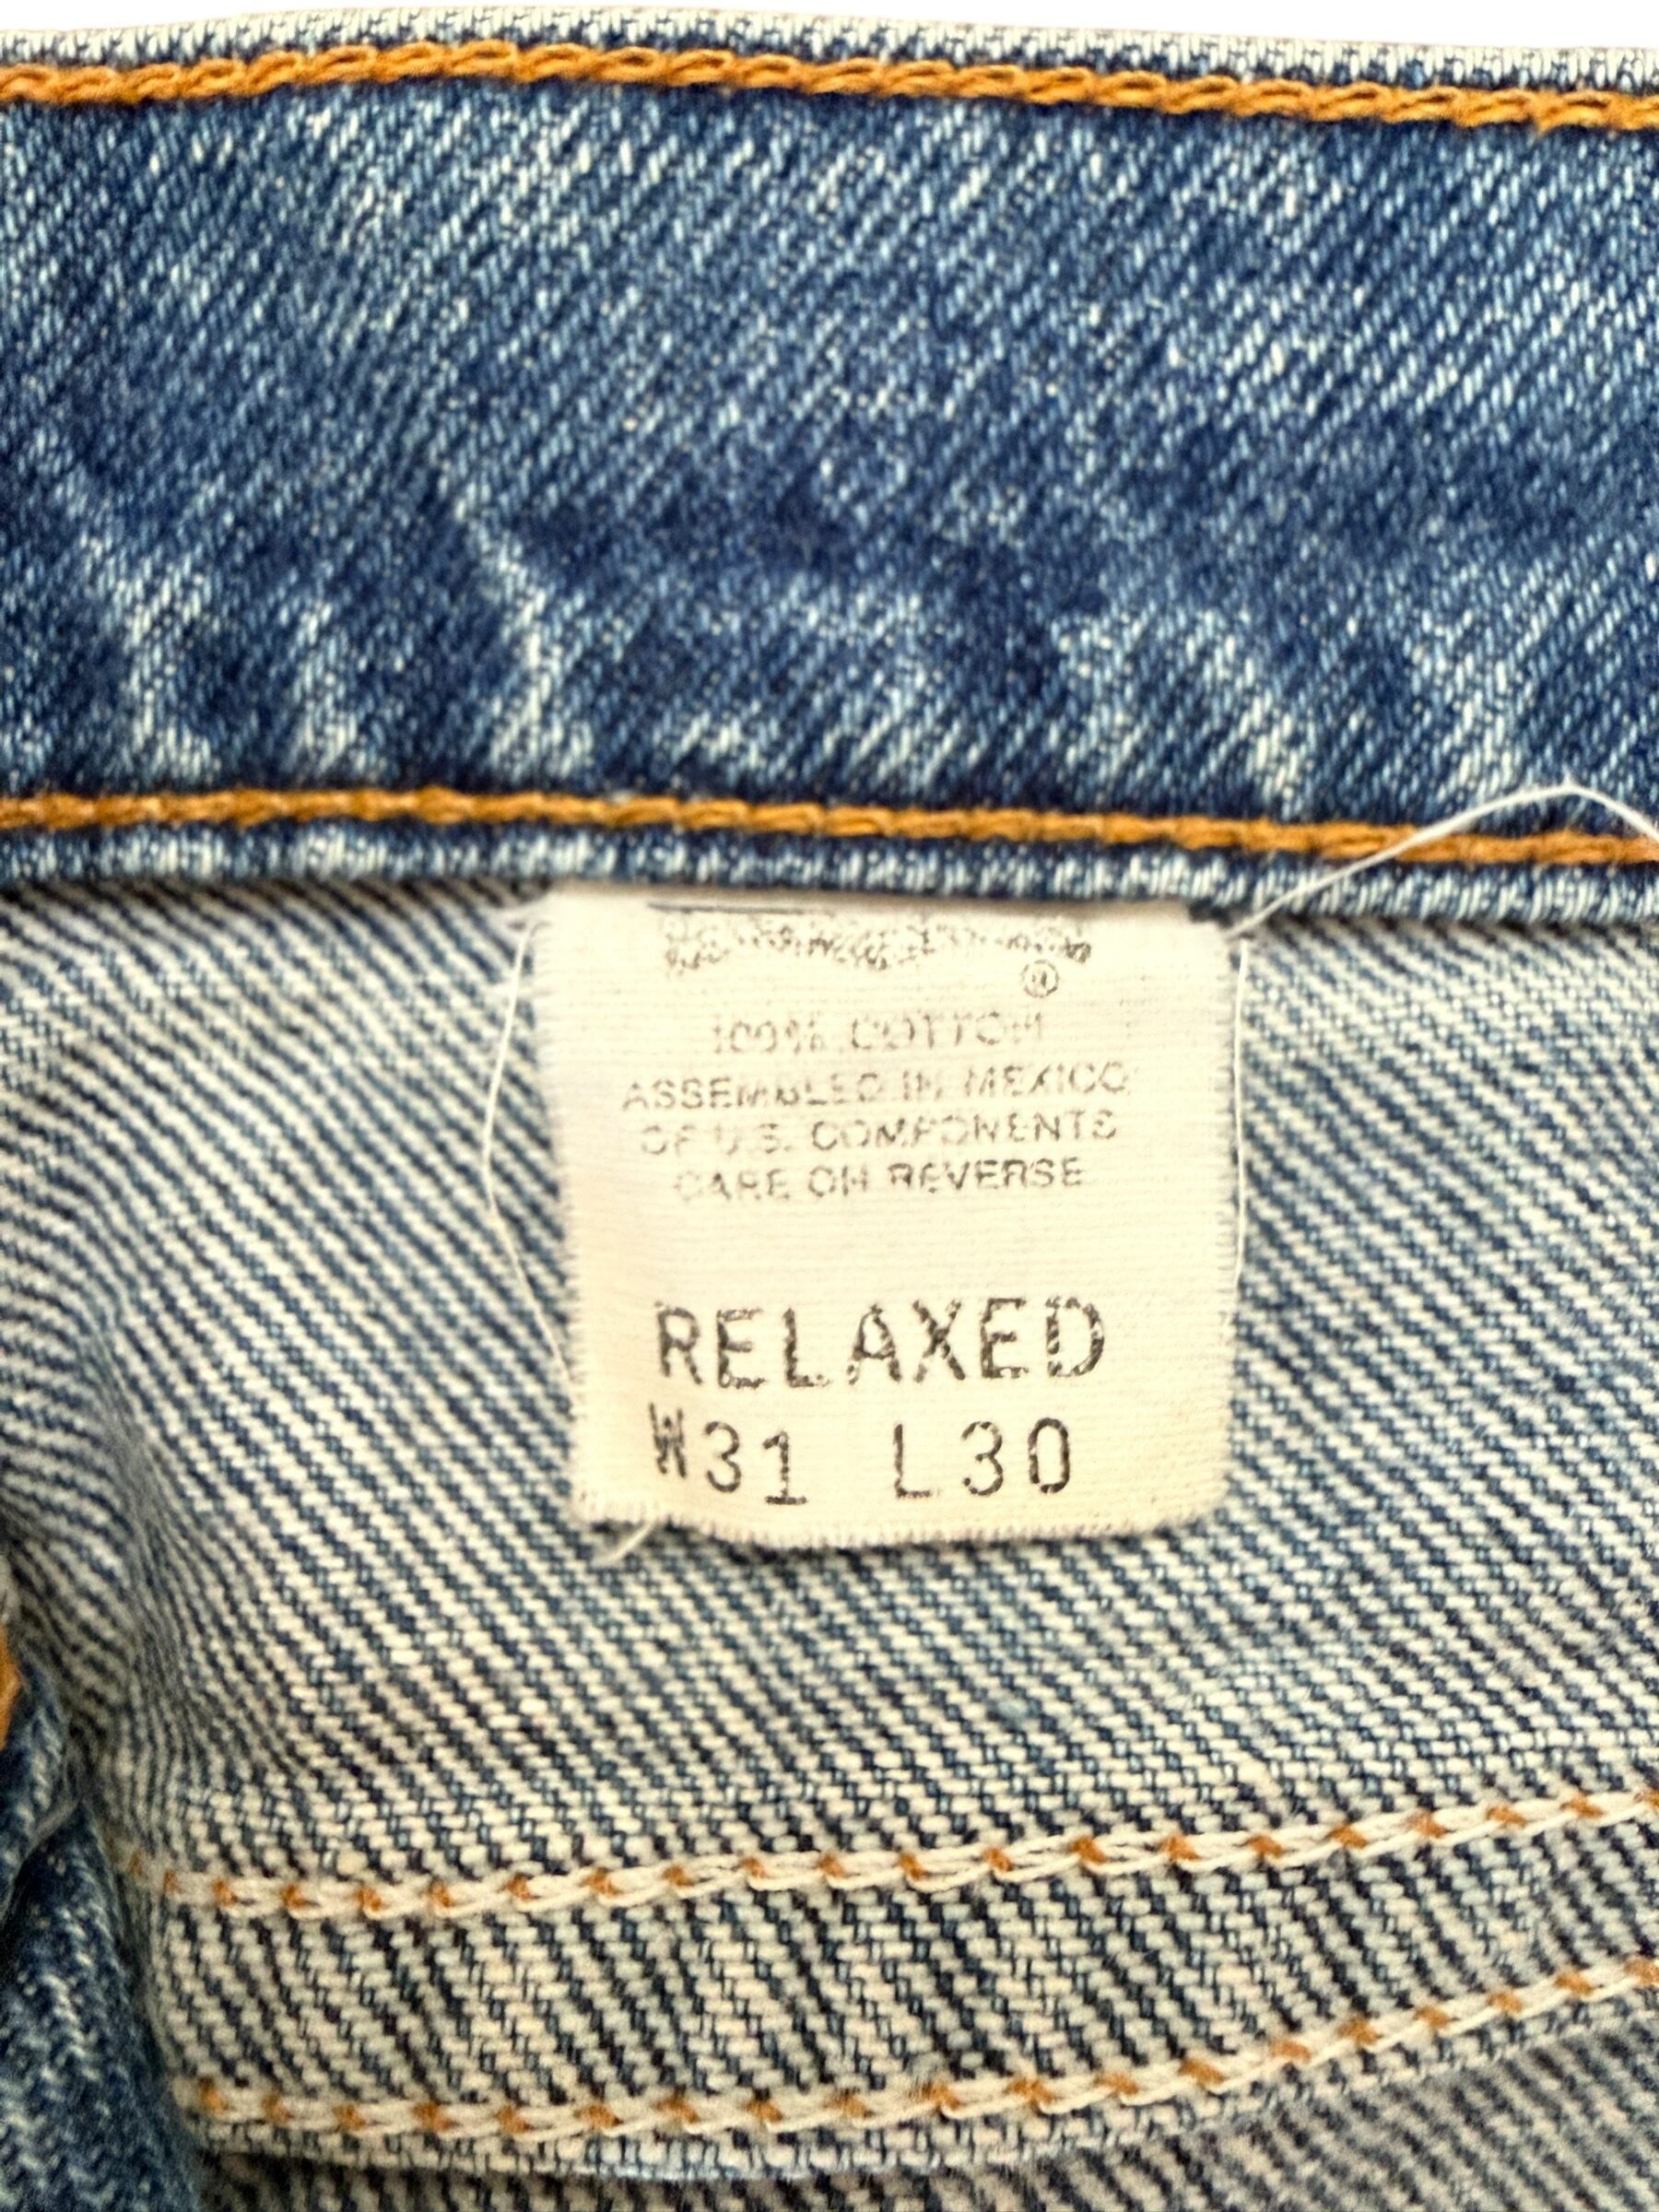 ®
100% COTTON
ASSEMBLED IN MEXICO
OF U.S. COMPONENTS
CARE ON REVERSE
RELAXED
W31 L30